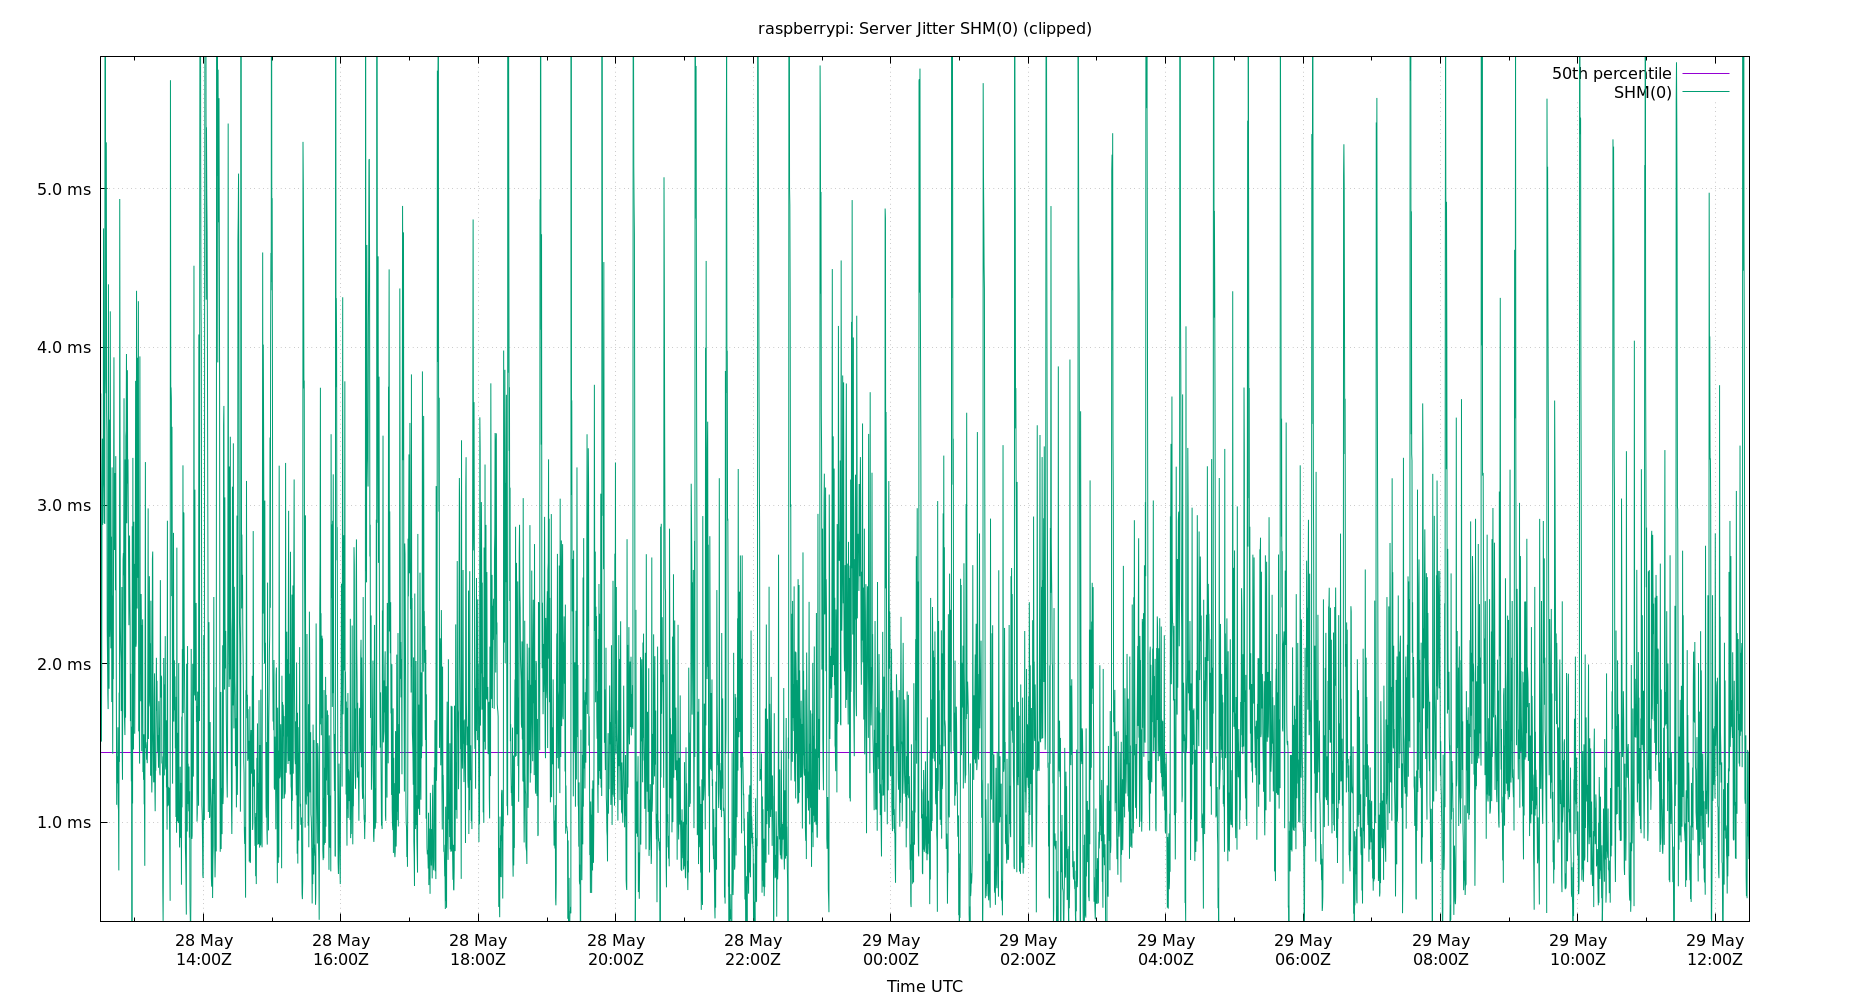 raspberrypi: Server Jitter SHM(0) (clipped)
50th percentile
SHM(0)
5.0 ms
4.0 ms
3.0 ms
2.0 ms
1.0 ms
28 May 28 May 28 May 28 May 28 May 29 May 29 May 29 May 29 May 29 May 29 May 29 May
14:00Z 16:00Z 18:00Z 20:00Z 22:00Z 00:00Z 02:00Z 04:00Z 06:00Z 08:00Z 10:00Z 12:00Z
Time UTC